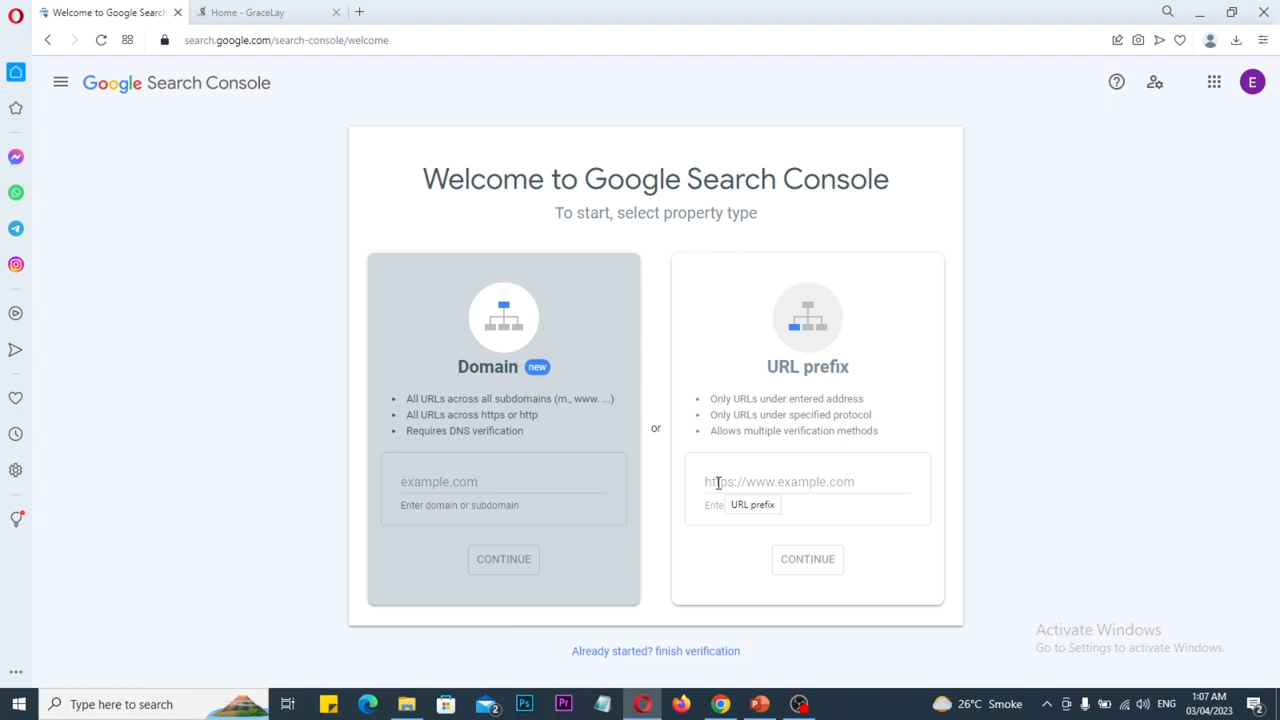 Welcome to Google Search
Home - GraceLay
search.google.com/search-console/welcome
Google Search Console
E
Welcome to Google Search Console
To start, select property type
Domain new
All URLs across all subdomains (m., www. ...)
All URLs across https or http
Requires DNS verification
example.com
Enter domain or subdomain
CONTINUE
or
URL prefix
Only URLs under entered address
Only URLs under specified protocol
Allows multiple verification methods
https://www.example.com
Ente
URL prefix
CONTINUE
Already started? finish verification
Activate Windows
Go to Settings to activate Windows.
Type here to search
2
Ps
Pr
26°C Smoke
ENG
1:07 AM
03/04/2023
2